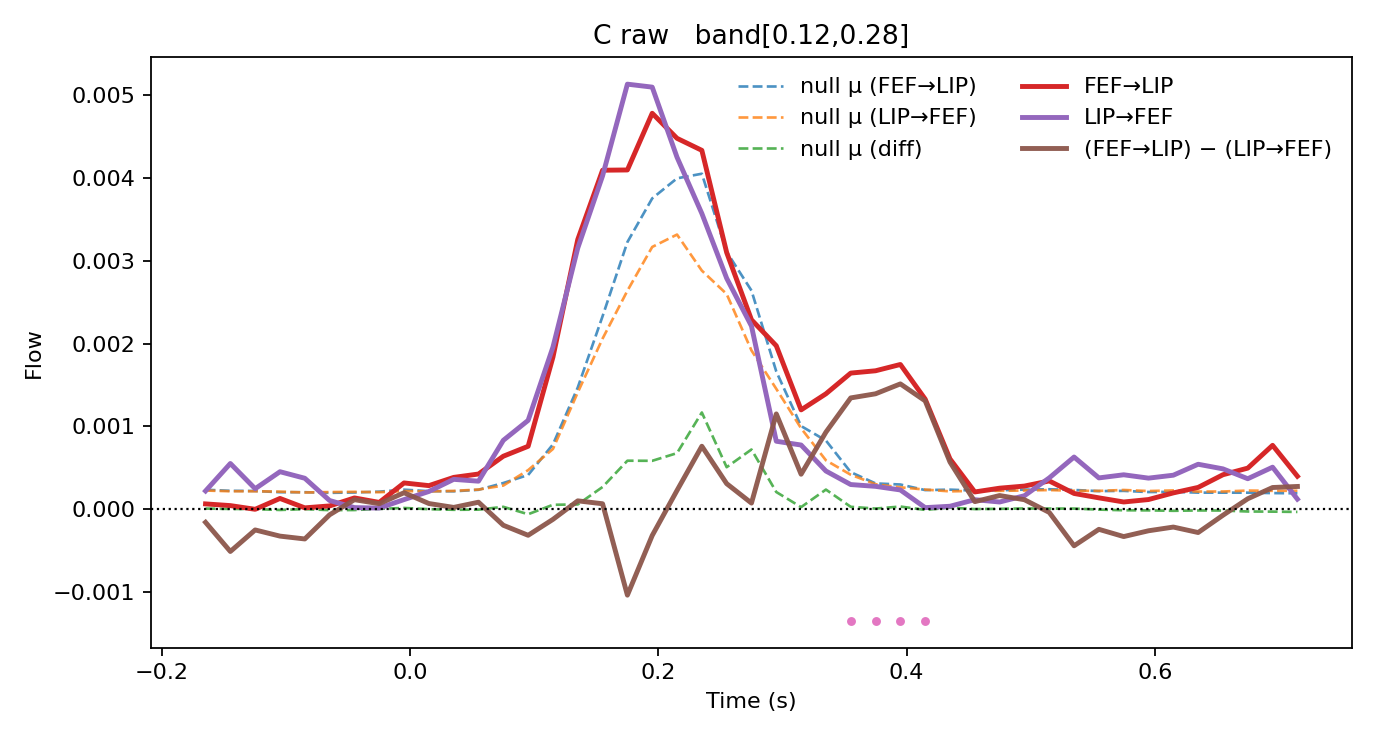 C raw   band[0.12,0.28]
null μ (FEF→LIP)
null μ (LIP→FEF)
null μ (diff)
FEF→LIP
LIP→FEF
(FEF→LIP) − (LIP→FEF)
Flow
0.005
0.004
0.003
0.002
0.001
0.000
−0.001
−0.2
0.0
0.2
0.4
0.6
Time (s)